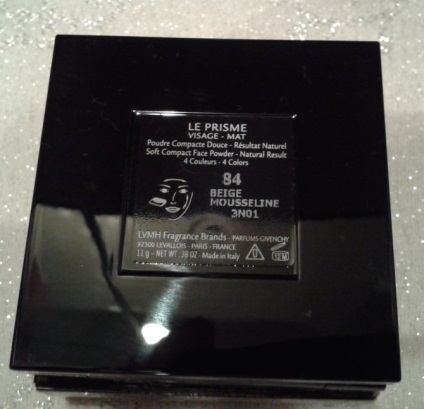 LE PRISME
VISAGE - MAT
Poudre Compacte Douce - Résultat Naturel
Soft Compact Face Powder - Natural Result
4 Couleurs - 4 Colors
84
BEIGE
MOUSSELINE
3N01
LVMH Fragrance Brands - PARFUMS GIVENCHY
92300 LEVALLOIS - PARIS - FRANCE
11 g - NET WT .38 OZ - Made in Italy
12 M